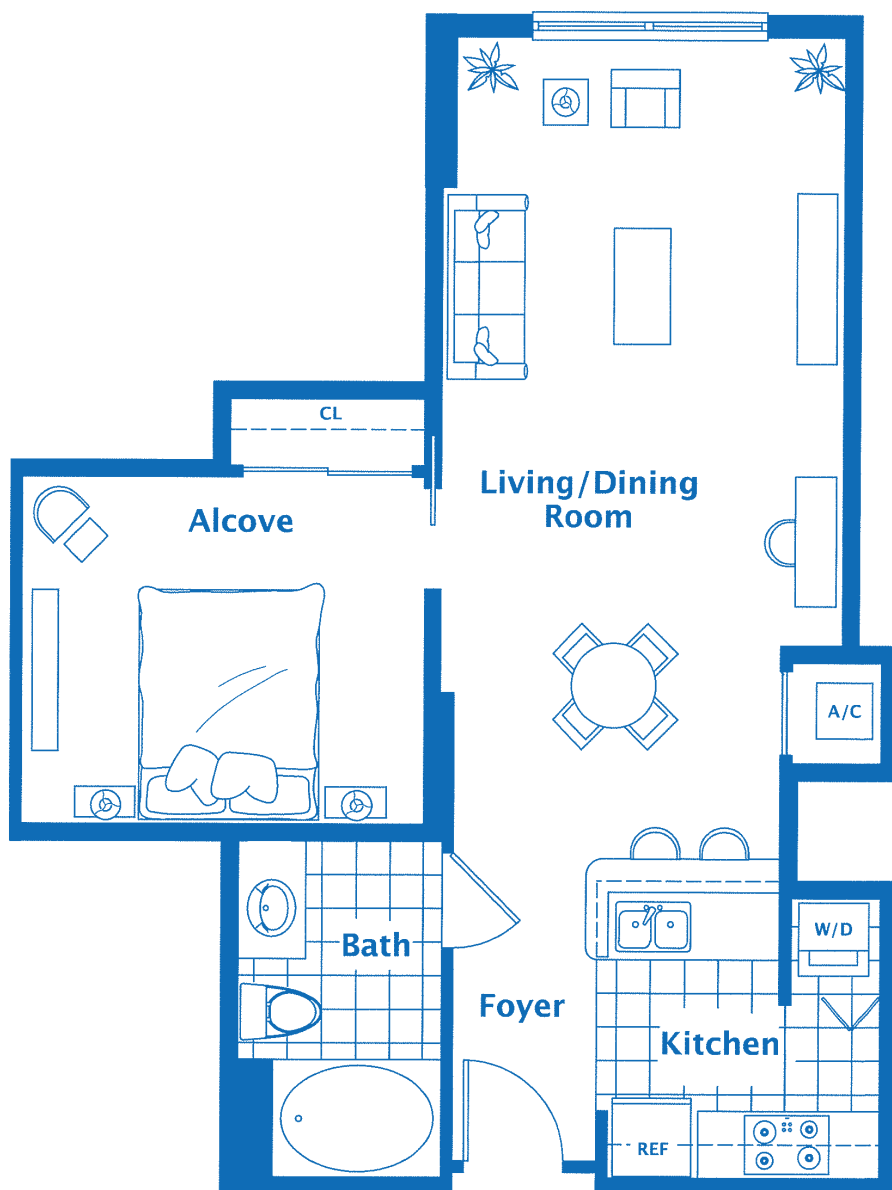 CL
Alcove
Living/Dining
Room
A/C
W/D
Bath
Foyer
Kitchen
REF